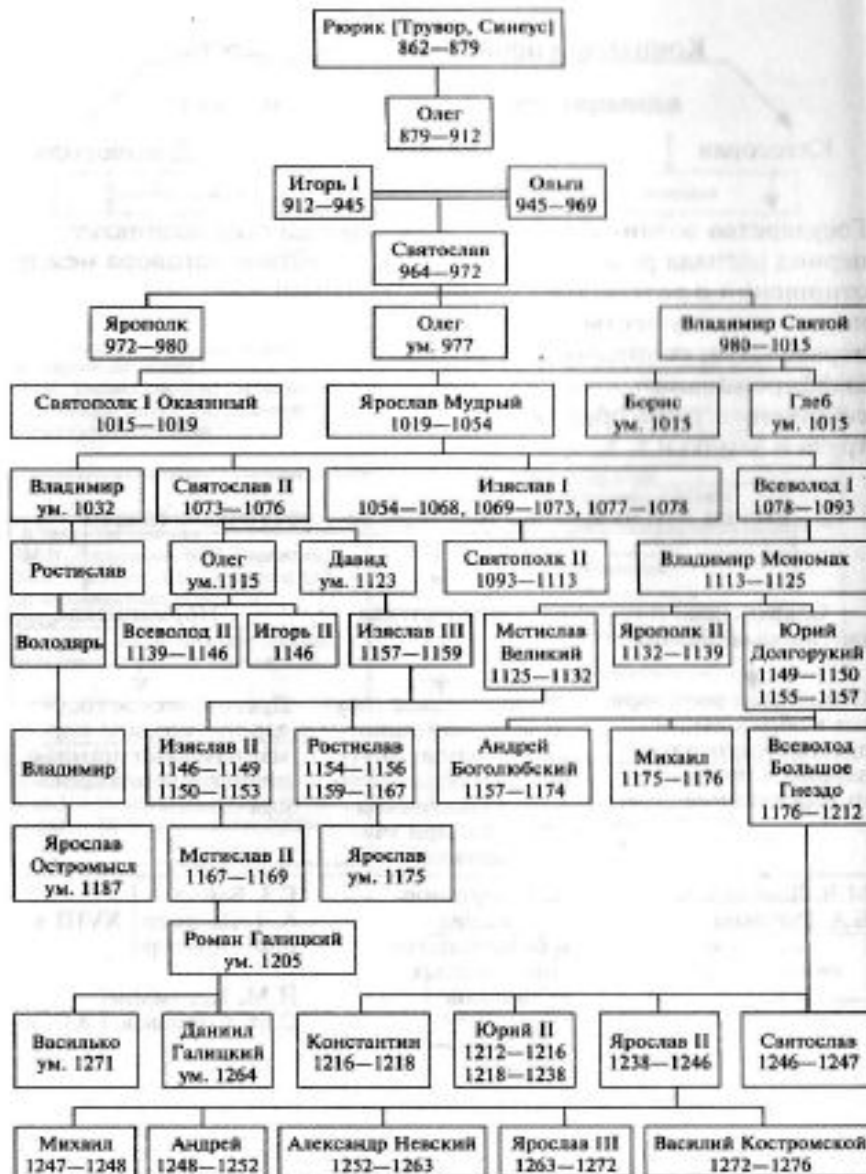 Рюрик [Трувор, Синеус]
862—879
Олег
879—912
Игорь I
912—945
Ольга
945—969
Святослав
964—972
Ярополк
972—980
Олег
ум. 977
Владимир Святой
980—1015
Святополк I Окаянный
1015—1019
Ярослав Мудрый
1019—1054
Борис
ум. 1015
Глеб
ум. 1015
Владимир
ум. 1032
Святослав II
1073—1076
Изяслав I
1054—1068, 1069—1073, 1077—1078
Всеволод I
1078—1093
Ростислав
Олег
ум.1115
Давид
ум. 1123
Святополк II
1093—1113
Владимир Мономах
1113—1125
Володярь
Всеволод II
1139—1146
Игорь II
1146
Изяслав III
1157—1159
Мстислав
Великий
1125—1132
Ярополк II
1132—1139
Юрий
Долгорукий
1149—1150
1155—1157
Владимир
Изяслав II
1146—1149
1150—1153
Ростислав
1154—1156
1159—1167
Андрей
Боголюбский
1157—1174
Михаил
1175—1176
Всеволод
Большое
Гнездо
1176—1212
Ярослав
Остромысл
ум. 1187
Мстислав II
1167—1169
Ярослав
ум. 1175
Роман Галицкий
ум. 1205
Василько
ум. 1271
Даниил
Галицкий
ум. 1264
Константин
1216—1218
Юрий II
1212—1216
1218—1238
Ярослав II
1238—1246
Святослав
1246—1247
Михаил
1247—1248
Андрей
1248—1252
Александр Невский
1252—1263
Ярослав III
1263—1272
Василий Костромской
1272—1276